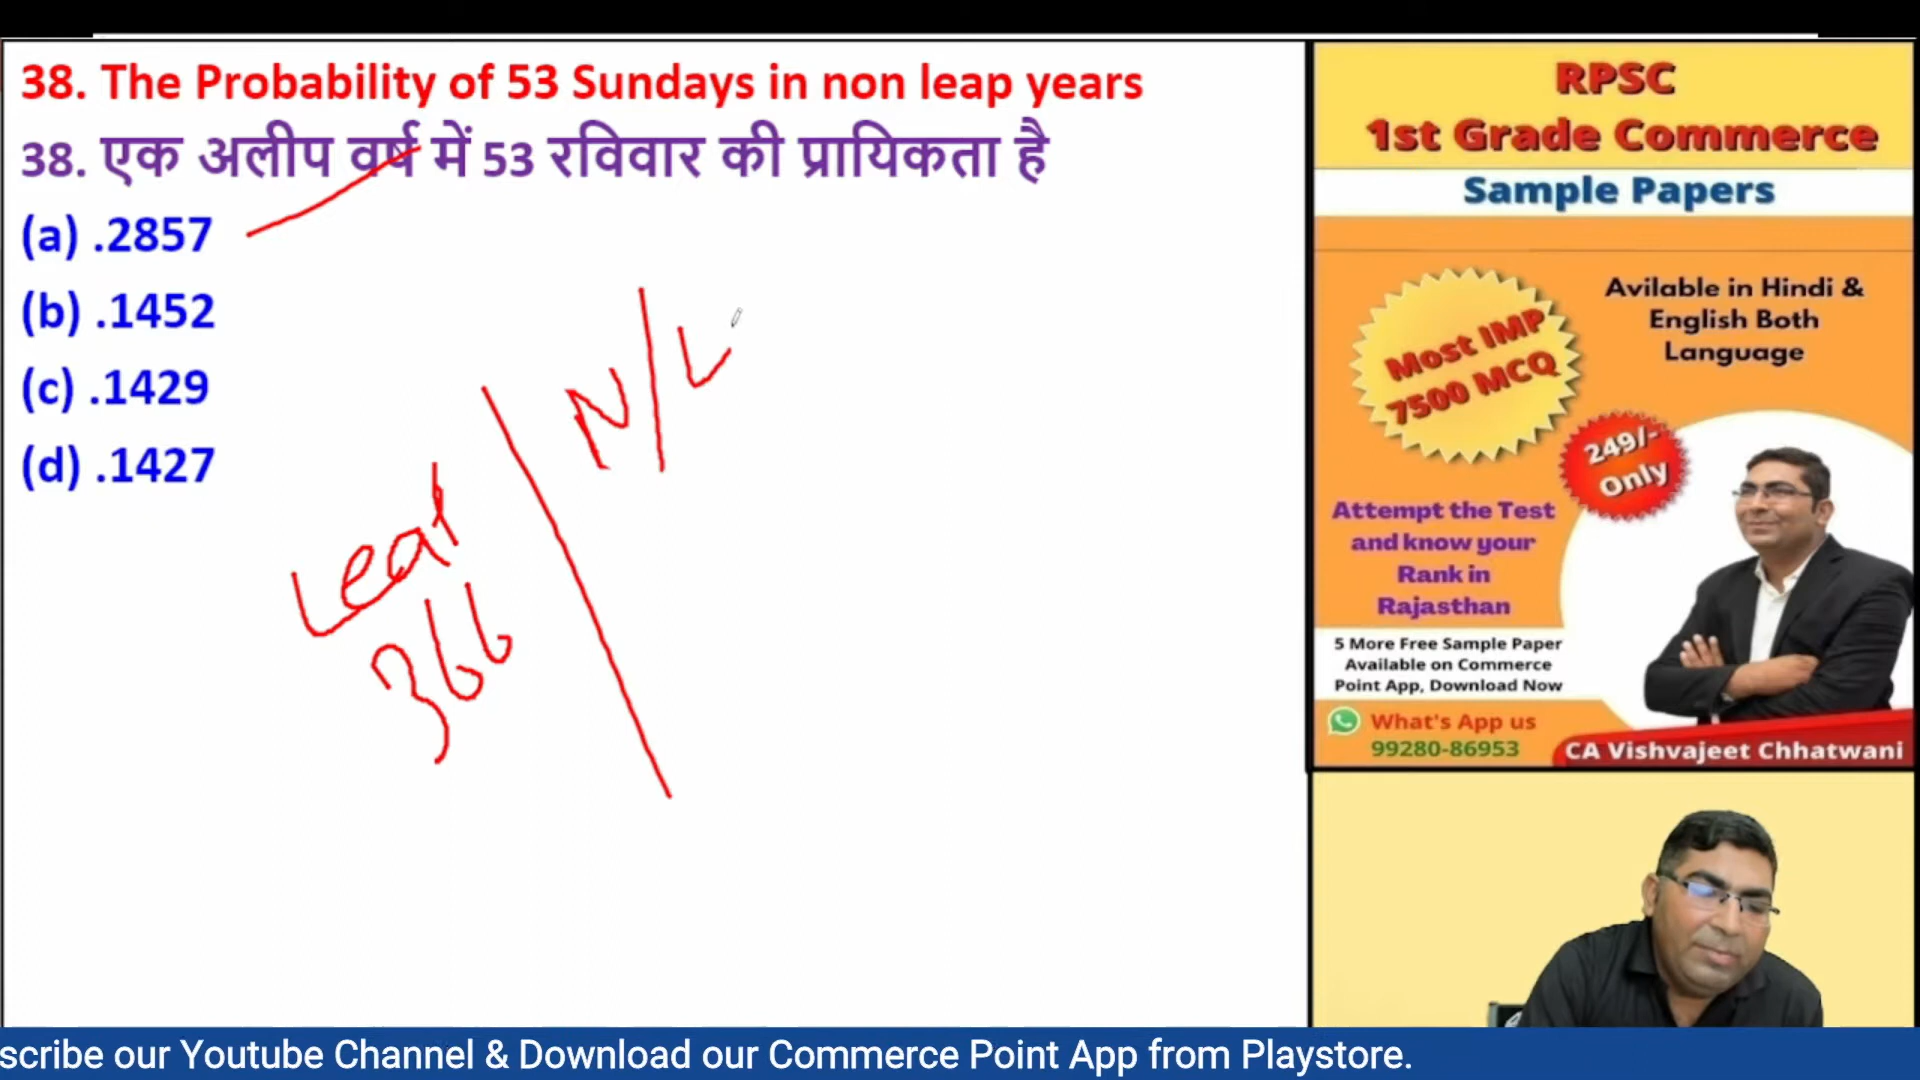 38. The Probability of 53 Sundays in non leap years
38. एक अलीप वर्ष में 53 रविवार की प्रायिकता है
(a) .2857
(b) .1452
(c) .1429
(d) .1427
N/L
Leap
366
RPSC
1st Grade Commerce
Sample Papers
Avilable in Hindi &
English Both
Language
Most IMP
7500 MCQ
249/-
Only
Attempt the Test
and know your
Rank in
Rajasthan
5 More Free Sample Paper
Available on Commerce
Point App, Download Now
What's App us
99280-86953
CA Vishvajeet Chhatwani
scribe our Youtube Channel & Download our Commerce Point App from Playstore.